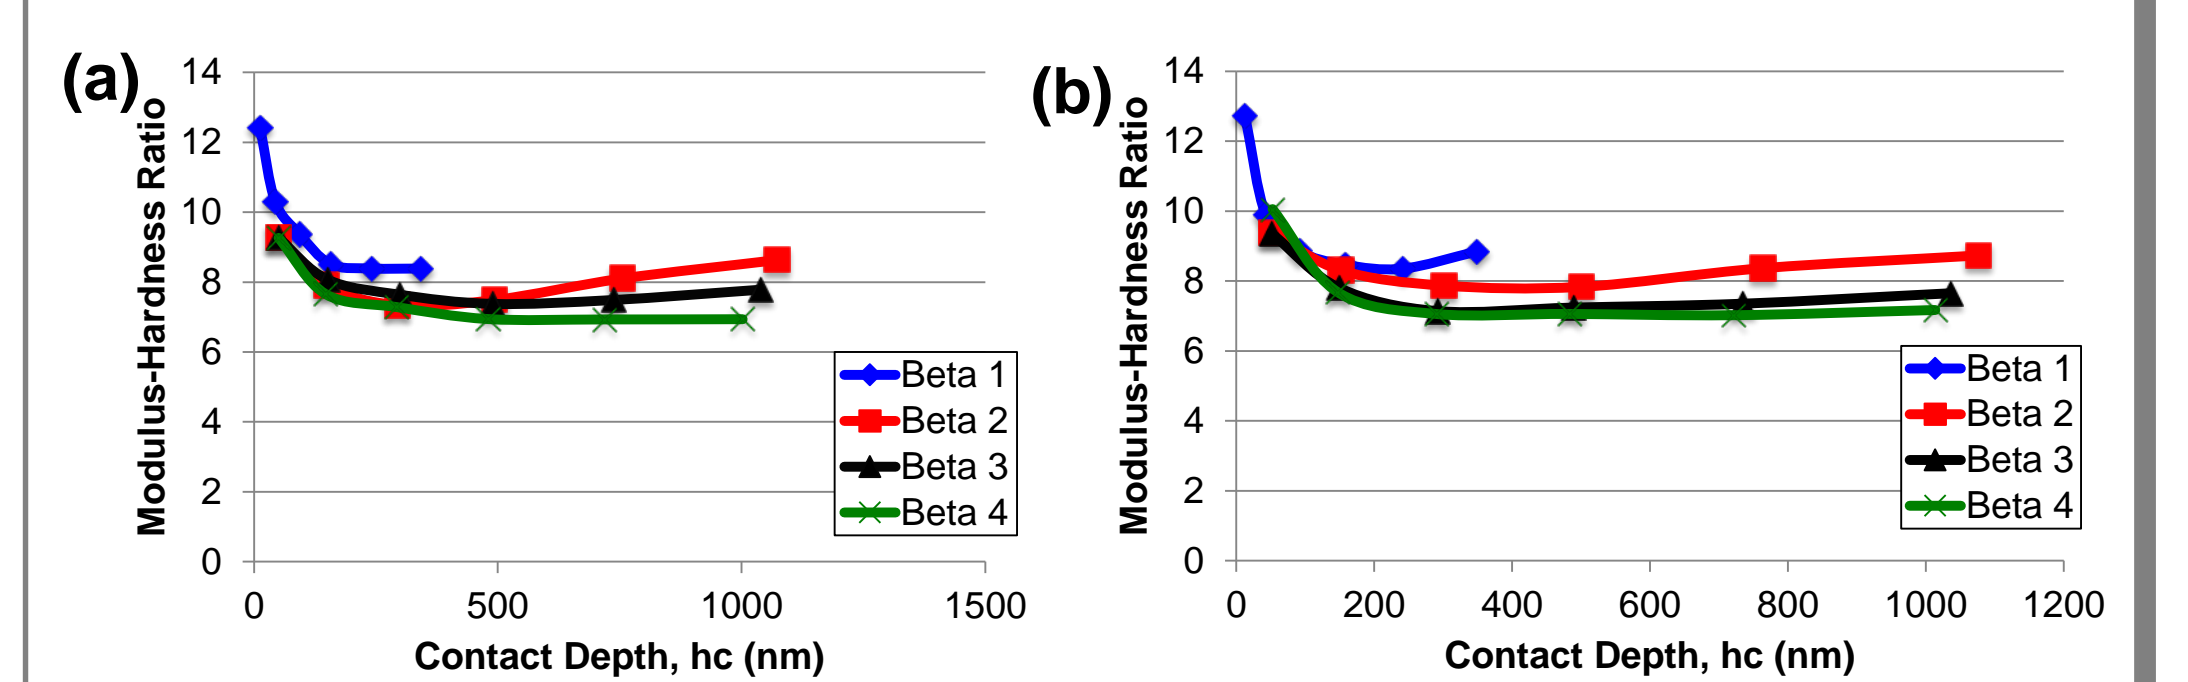 (a)
Modulus-Hardness Ratio
14
12
10
8
6
4
2
0
0 500 1000 1500
Contact Depth, hc (nm)
Beta 1
Beta 2
Beta 3
Beta 4
(b)
Modulus-Hardness Ratio
14
12
10
8
6
4
2
0
0 200 400 600 800 1000 1200
Contact Depth, hc (nm)
Beta 1
Beta 2
Beta 3
Beta 4